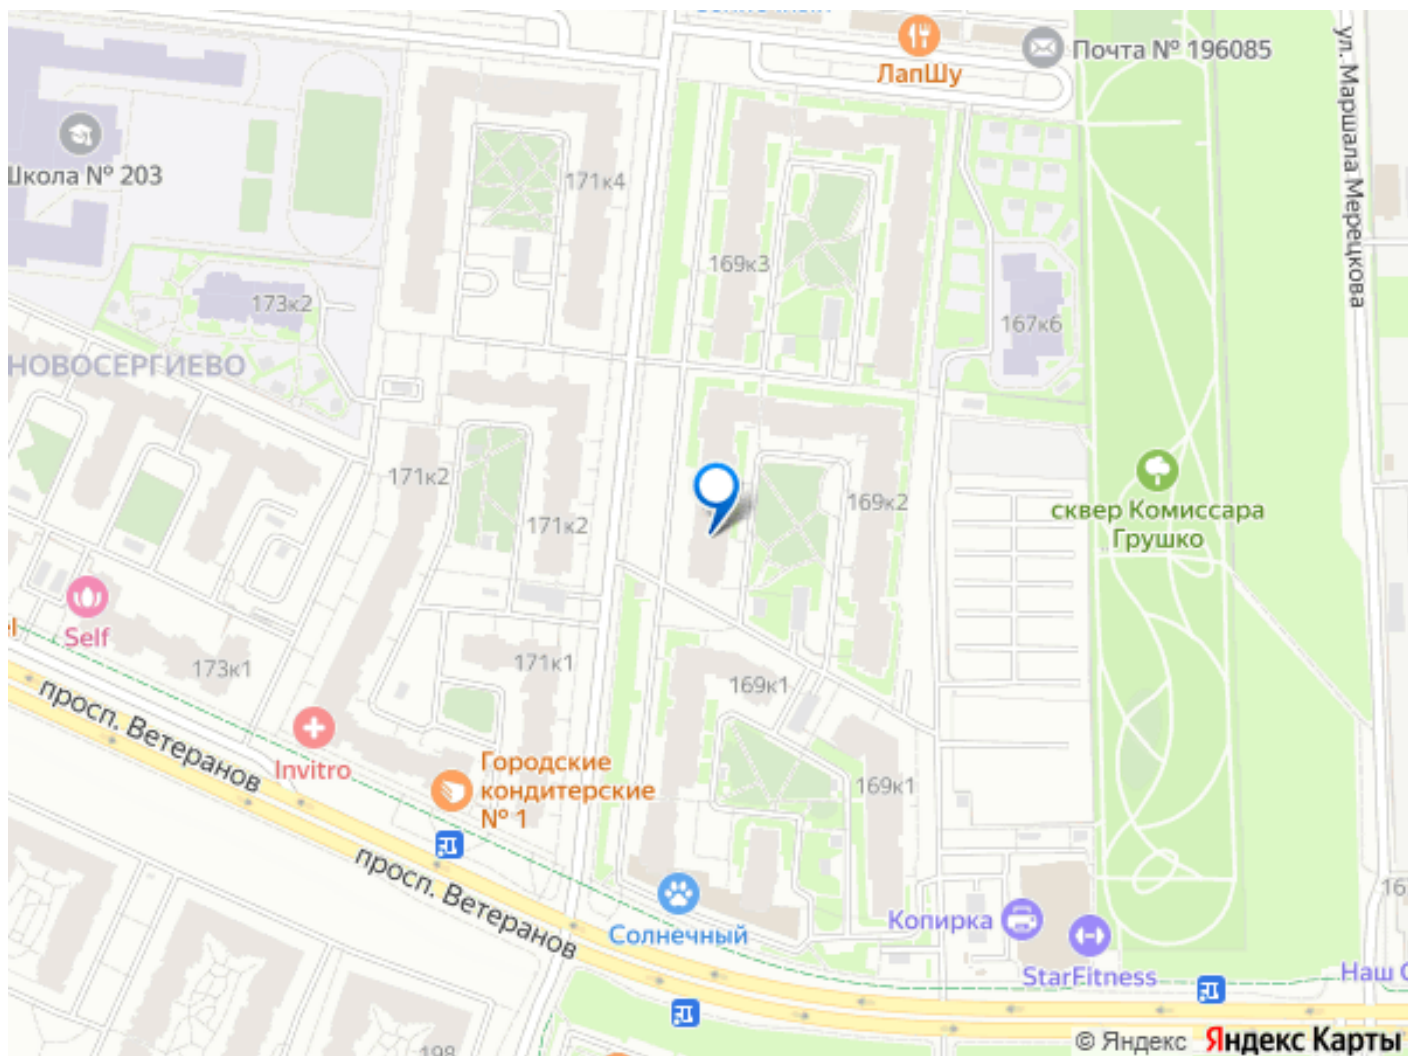 ЛапШу
Почта № 196085
ул. Маршала Мерецкова
Школа № 203
171к4
169к3
173к2
167к6
НОВОСЕРГИЕВО
171к2
171к2
169к2
сквер Комиссара
Грушко
Self
173к1
171к1
169к1
просп. Ветеранов
Invitro
Городские
кондитерские
№ 1
169к1
просп. Ветеранов
Солнечный
Копирка
StarFitness
Наш
198
© Яндекс Яндекс Карты